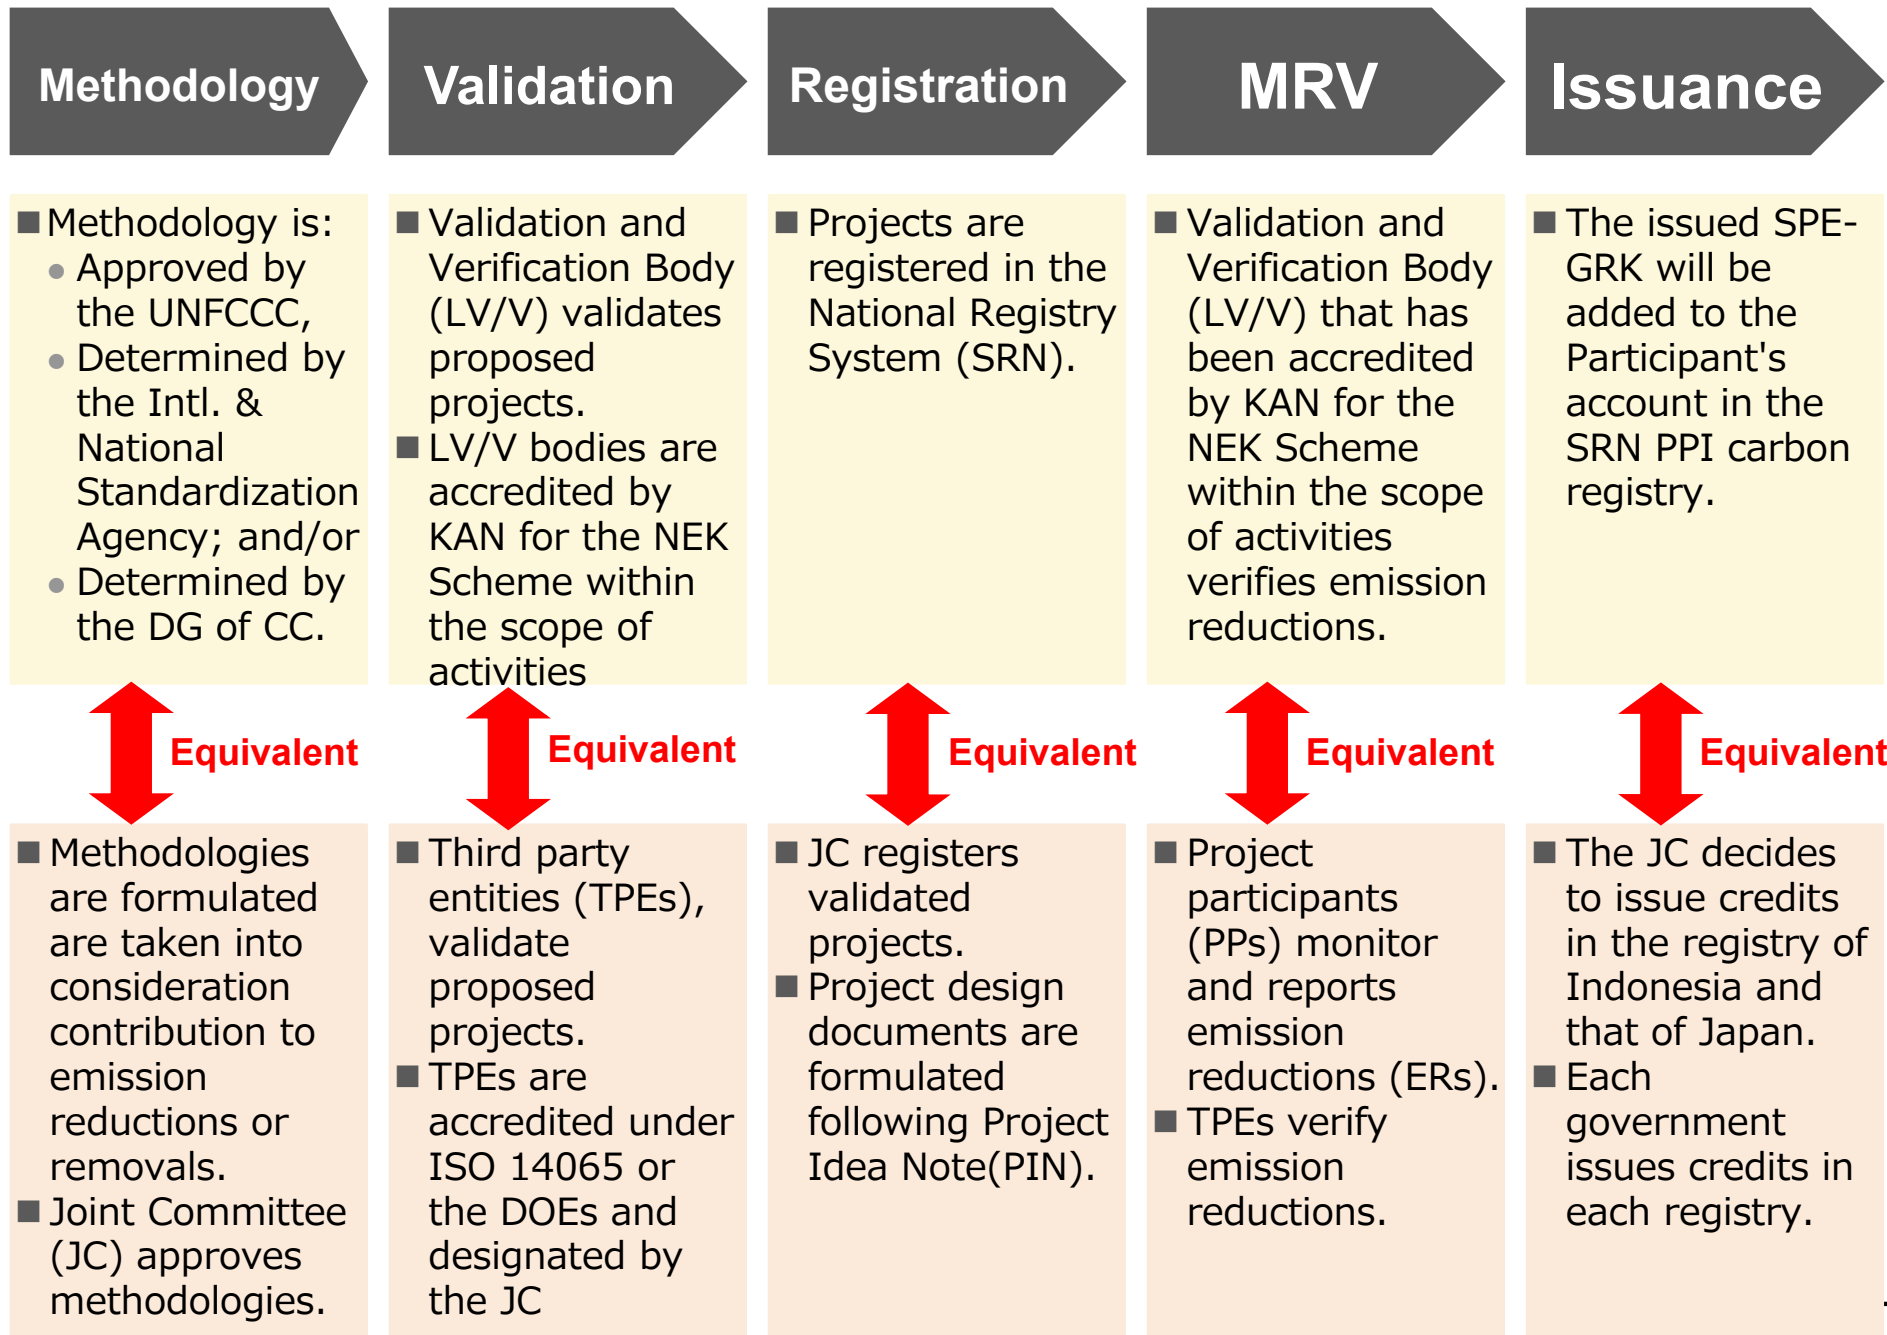 Methodology
Validation
Registration
MRV
Issuance
■ Methodology is:
● Approved by
the UNFCCC,
● Determined by
the Intl. &
National
Standardization
Agency; and/or
● Determined by
the DG of CC.
■ Validation and
Verification Body
(LV/V) validates
proposed
projects.
■ LV/V bodies are
accredited by
KAN for the NEK
Scheme within
the scope of
activities
■ Projects are
registered in the
National Registry
System (SRN).
■ Validation and
Verification Body
(LV/V) that has
been accredited
by KAN for the
NEK Scheme
within the scope
of activities
verifies emission
reductions.
■ The issued SPE-
GRK will be
added to the
Participant's
account in the
SRN PPI carbon
registry.
Equivalent
Equivalent
Equivalent
Equivalent
Equivalent
■ Methodologies
are formulated
are taken into
consideration
contribution to
emission
reductions or
removals.
■ Joint Committee
(JC) approves
methodologies.
■ Third party
entities (TPEs),
validate
proposed
projects.
■ TPEs are
accredited under
ISO 14065 or
the DOEs and
designated by
the JC
■ JC registers
validated
projects.
■ Project design
documents are
formulated
following Project
Idea Note(PIN).
■ Project
participants
(PPs) monitor
and reports
emission
reductions (ERs).
■ TPEs verify
emission
reductions.
■ The JC decides
to issue credits
in the registry of
Indonesia and
that of Japan.
■ Each
government
issues credits in
each registry.